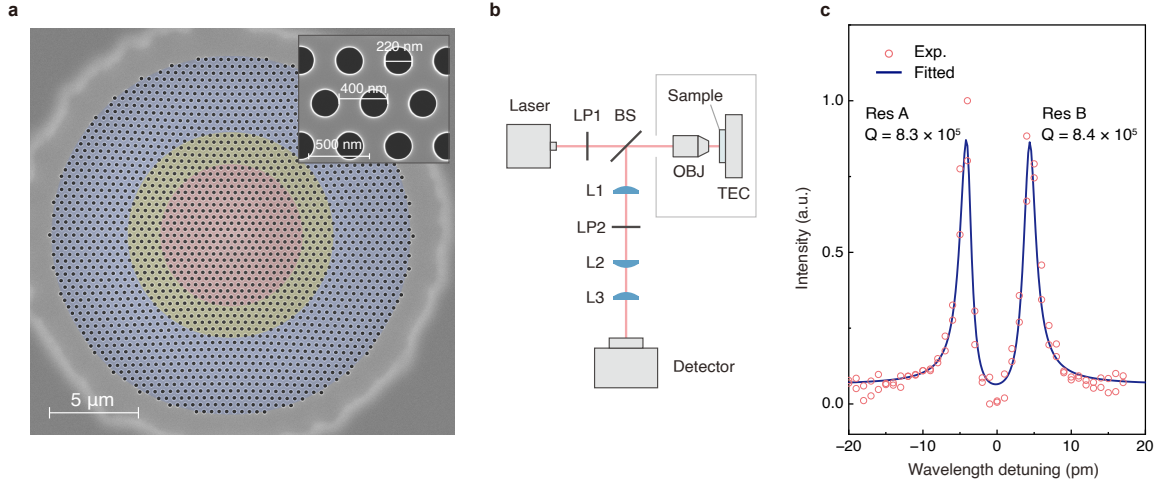 a
220 nm
400 nm
500 nm
5 μm
b
Laser
LP1
BS
Sample
OBJ
TEC
L1
LP2
L2
L3
Detector
c
Exp.
Fitted
Res A
Q = 8.3 × 10⁵
Res B
Q = 8.4 × 10⁵
1.0
0.5
0.0
Intensity (a.u.)
−20
−10
0
10
20
Wavelength detuning (pm)